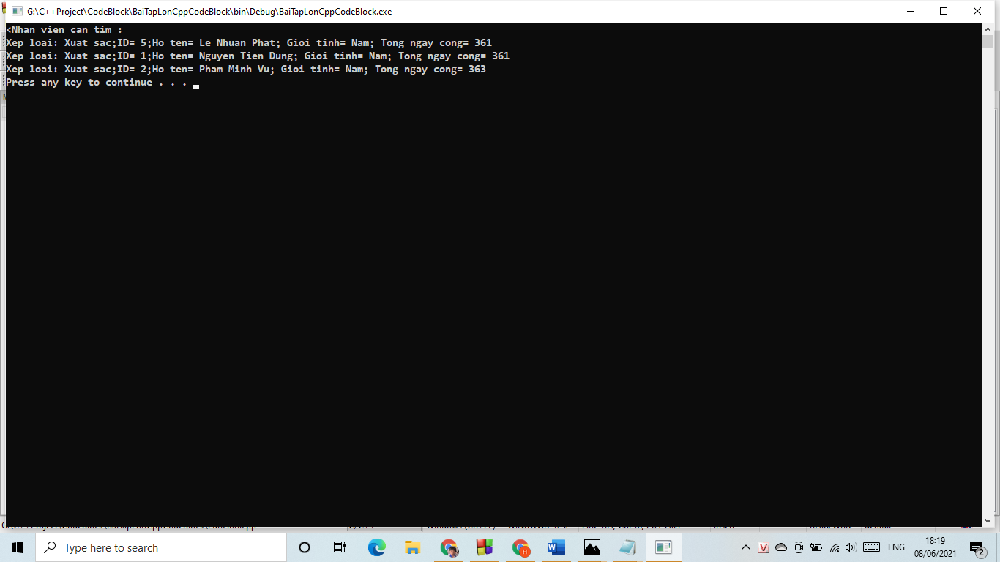 G:\C++Project\CodeBlock\BaiTapLonCppCodeBlock\bin\Debug\BaiTapLonCppCodeBlock.exe
<Nhan vien can tim :
Xep loai: Xuat sac;ID= 5;Ho ten= Le Nhuan Phat; Gioi tinh= Nam; Tong ngay cong= 361
Xep loai: Xuat sac;ID= 1;Ho ten= Nguyen Tien Dung; Gioi tinh= Nam; Tong ngay cong= 361
Xep loai: Xuat sac;ID= 2;Ho ten= Pham Minh Vu; Gioi tinh= Nam; Tong ngay cong= 363
Press any key to continue . . .
Type here to search
ENG
18:19
08/06/2021
2